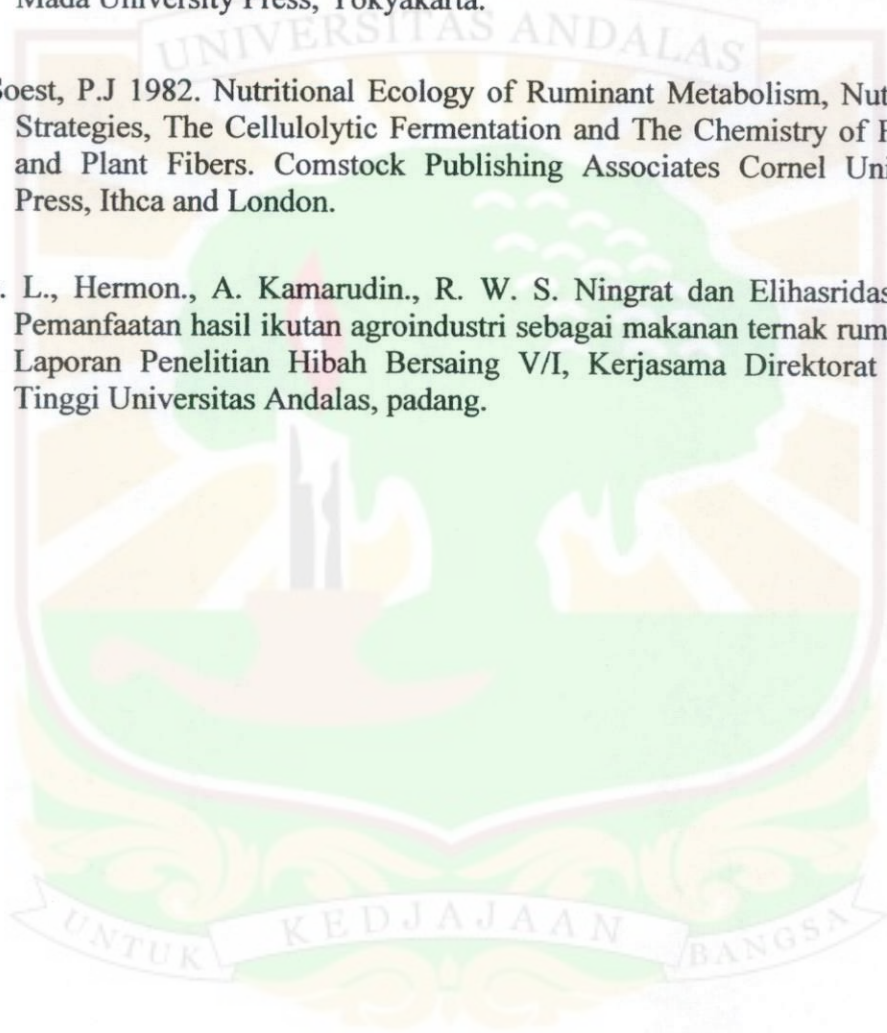 Mada University Press, Yokyakarta.
UNIVERSITAS ANDALAS
Soest, P.J 1982. Nutritional Ecology of Ruminant Metabolism,
Strategies, The Cellulolytic Fermentation and The Chemistry of
and Plant Fibers. Comstock Publishing Associates Cornel
Press, Ithca and London.
L., Hermon., A. Kamarudin., R. W. S. Ningrat dan Elihasridas
Pemanfaatan hasil ikutan agroindustri sebagai makanan ternak
Laporan Penelitian Hibah Bersaing V/I, Kerjasama Direktorat
Tinggi Universitas Andalas, padang.
UNTUK KEDJAJAAN BANGSA